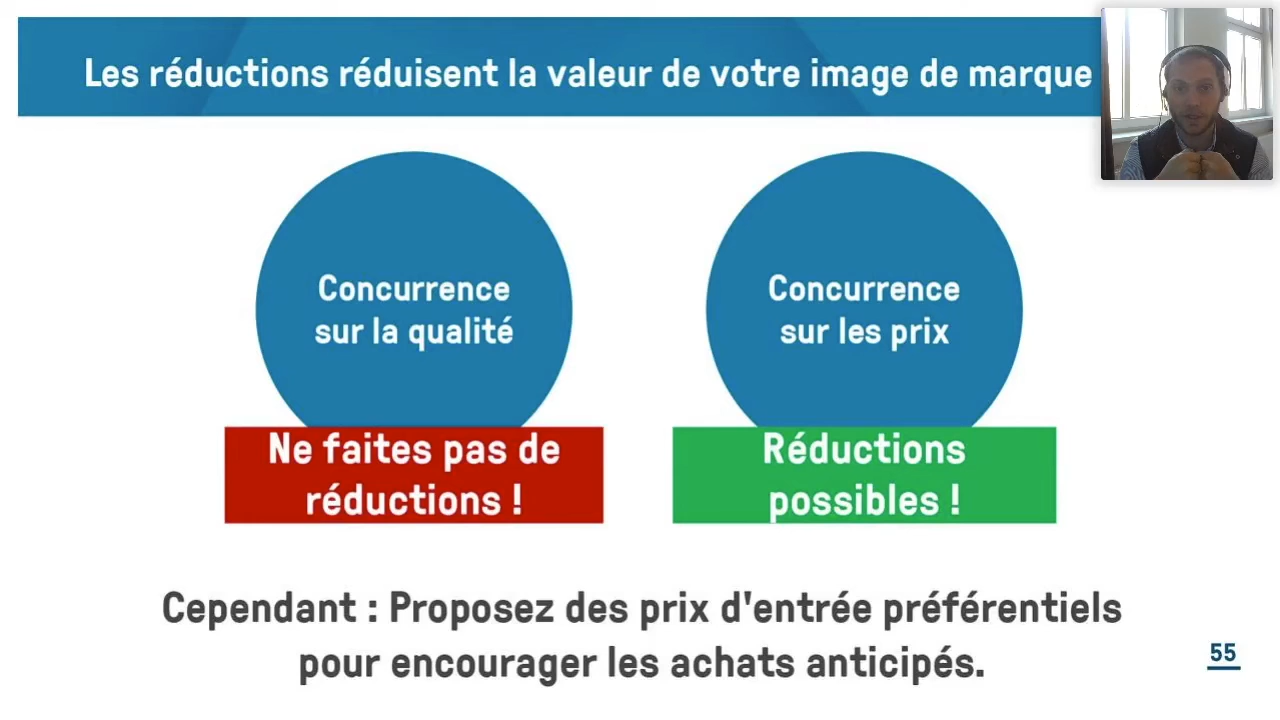 Les réductions réduisent la valeur de votre image de marque
Concurrence
sur la qualité
Ne faites pas de
réductions !
Concurrence
sur les prix
Réductions
possibles !
Cependant : Proposez des prix d'entrée préférentiels
pour encourager les achats anticipés.
55